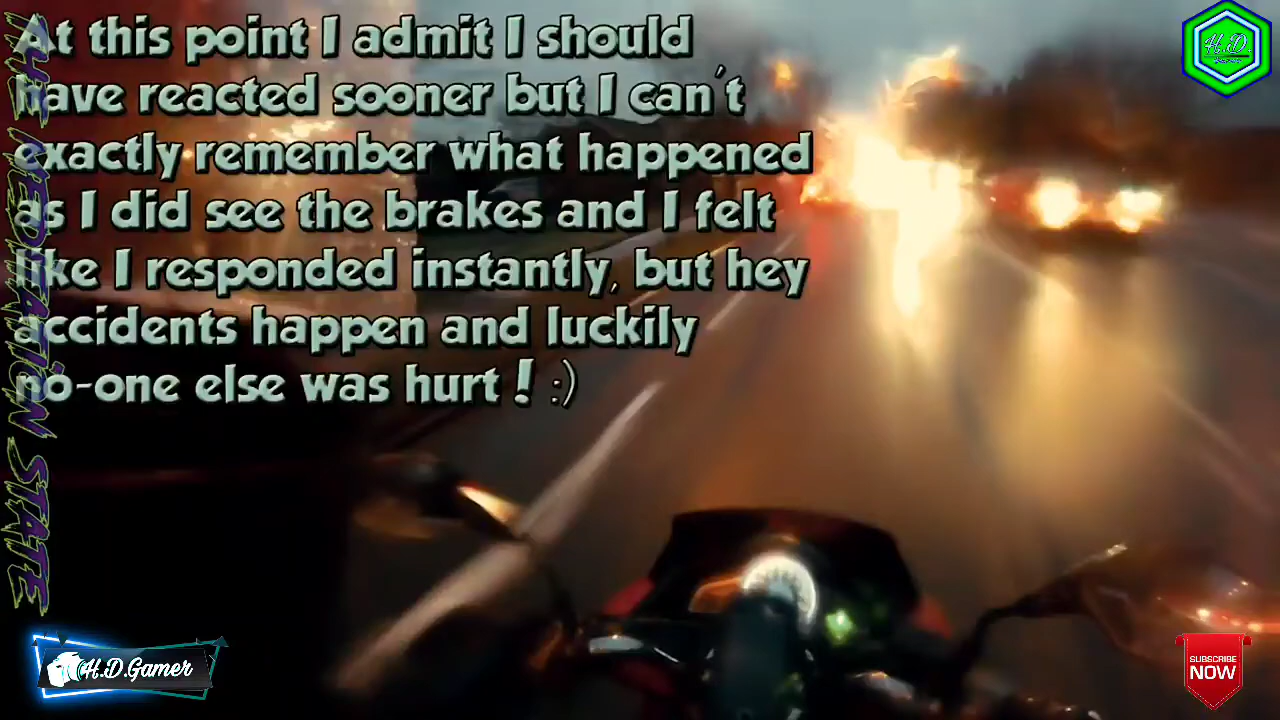 At this point I admit I should
have reacted sooner but I can't
exactly remember what happened
as I did see the brakes and I felt
like I responded instantly, but hey
accidents happen and luckily
no-one else was hurt! :)
THE MEDIATION STATE
H.D.
H.D.Gamer
SUBSCRIBE
NOW